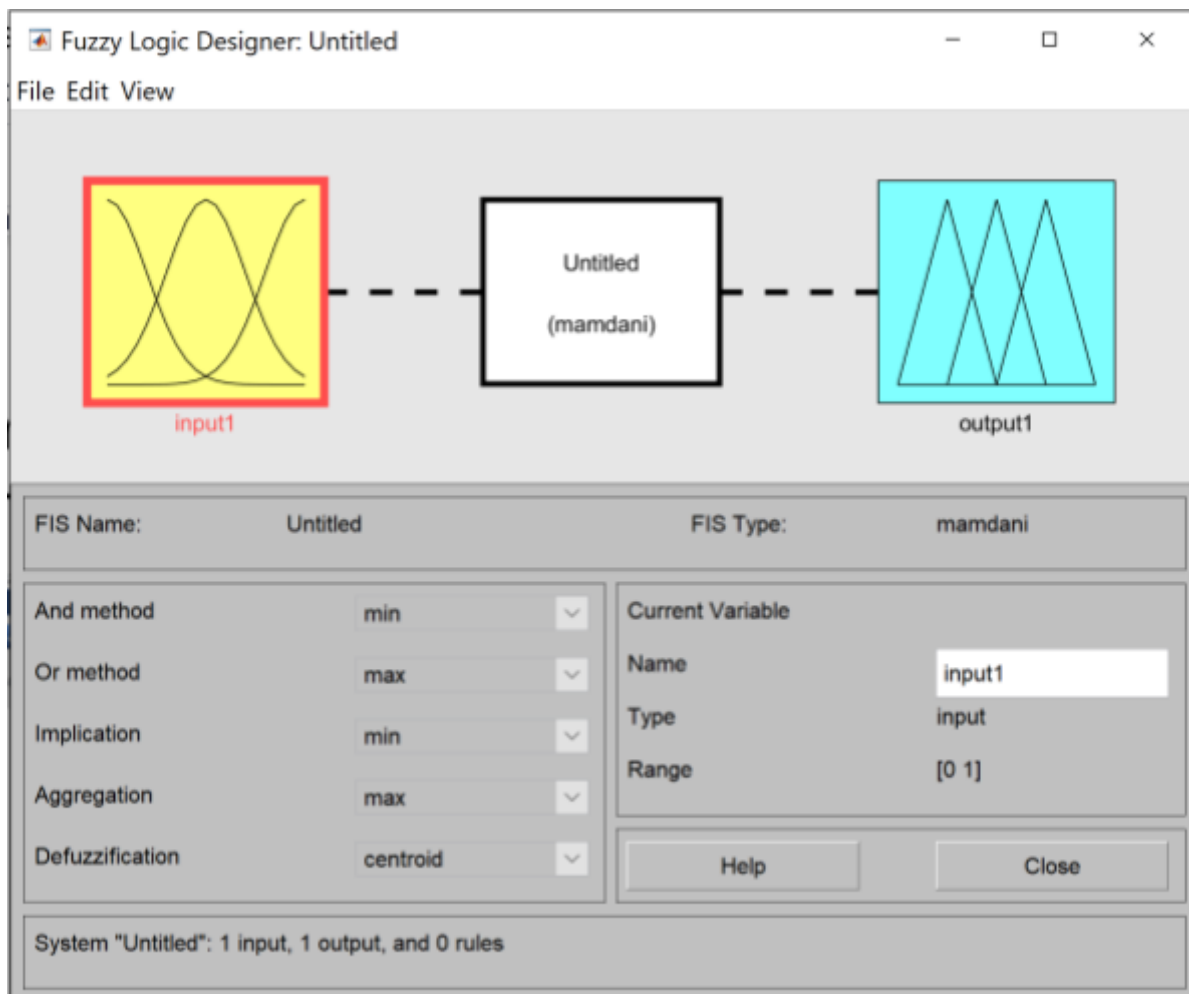 Fuzzy Logic Designer: Untitled
File Edit View
Untitled
(mamdani)
input1
output1
FIS Name: Untitled FIS Type: mamdani
And method min
Or method max
Implication min
Aggregation max
Defuzzification centroid
Current Variable
Name input1
Type input
Range [0 1]
Help Close
System "Untitled": 1 input, 1 output, and 0 rules